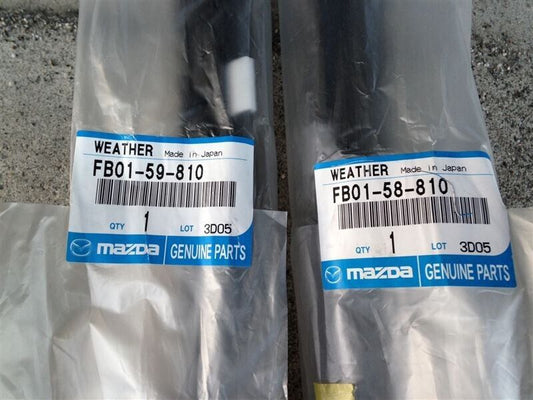 WEATHER Made in Japan
FB01-59-810
QTY 1 LOT 3D05
mazda GENUINE PARTS
WEATHER Made in Japan
FB01-58-810
QTY 1 LOT 3D05
mazda GENUINE PARTS